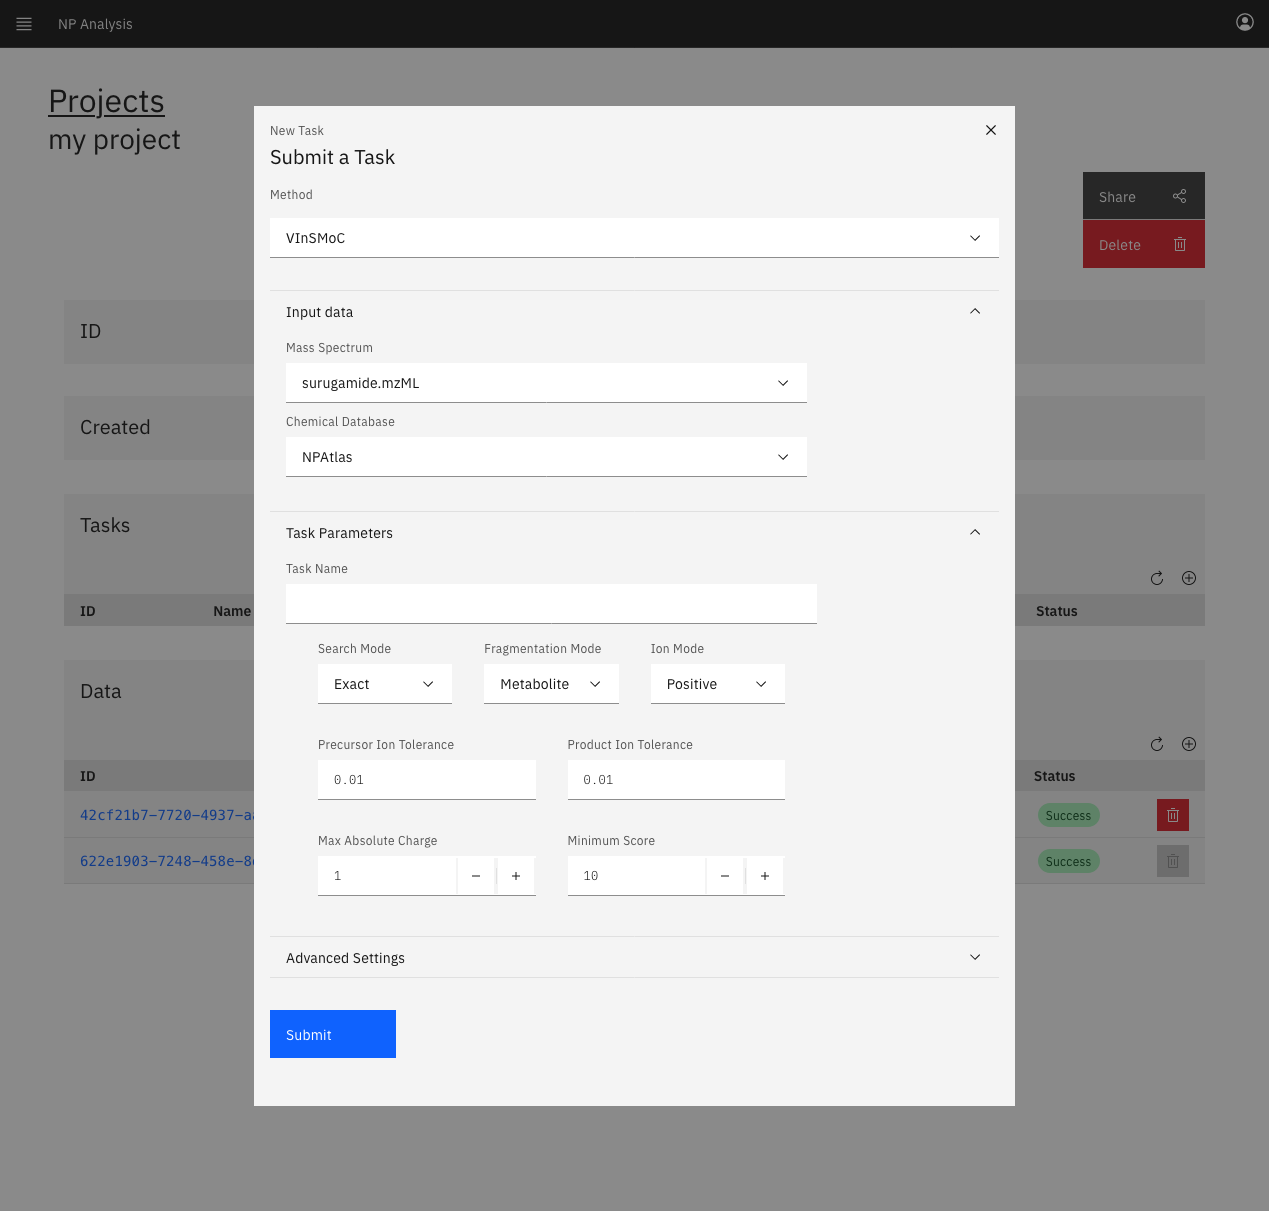 NP Analysis
Projects
my project
Share
Delete
ID
Created
Tasks
ID Name Status
Data
ID Status
42cf21b7-7720-4937-a Success
622e1903-7248-458e-8 Success
New Task
Submit a Task
Method
VInSMoC
Input data
Mass Spectrum
surugamide.mzML
Chemical Database
NPAtlas
Task Parameters
Task Name
Search Mode Fragmentation Mode Ion Mode
Exact Metabolite Positive
Precursor Ion Tolerance Product Ion Tolerance
0.01 0.01
Max Absolute Charge Minimum Score
1 10
Advanced Settings
Submit